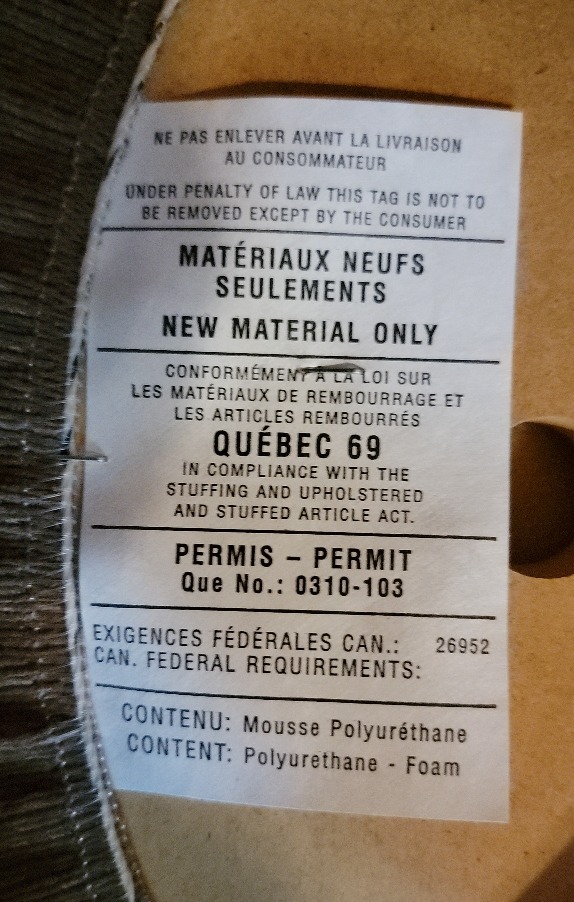 NE PAS ENLEVER AVANT LA LIVRAISON
AU CONSOMMATEUR
UNDER PENALTY OF LAW THIS TAG IS NOT TO
BE REMOVED EXCEPT BY THE CONSUMER
MATÉRIAUX NEUFS
SEULEMENTS
NEW MATERIAL ONLY
CONFORMÉMENT À LA LOI SUR
LES MATÉRIAUX DE REMBOURRAGE ET
LES ARTICLES REMBOURRÉS
QUÉBEC 69
IN COMPLIANCE WITH THE
STUFFING AND UPHOLSTERED
AND STUFFED ARTICLE ACT.
PERMIS – PERMIT
Que No.: 0310-103
EXIGENCES FÉDÉRALES CAN.: 26952
CAN. FEDERAL REQUIREMENTS:
CONTENU: Mousse Polyuréthane
CONTENT: Polyurethane - Foam